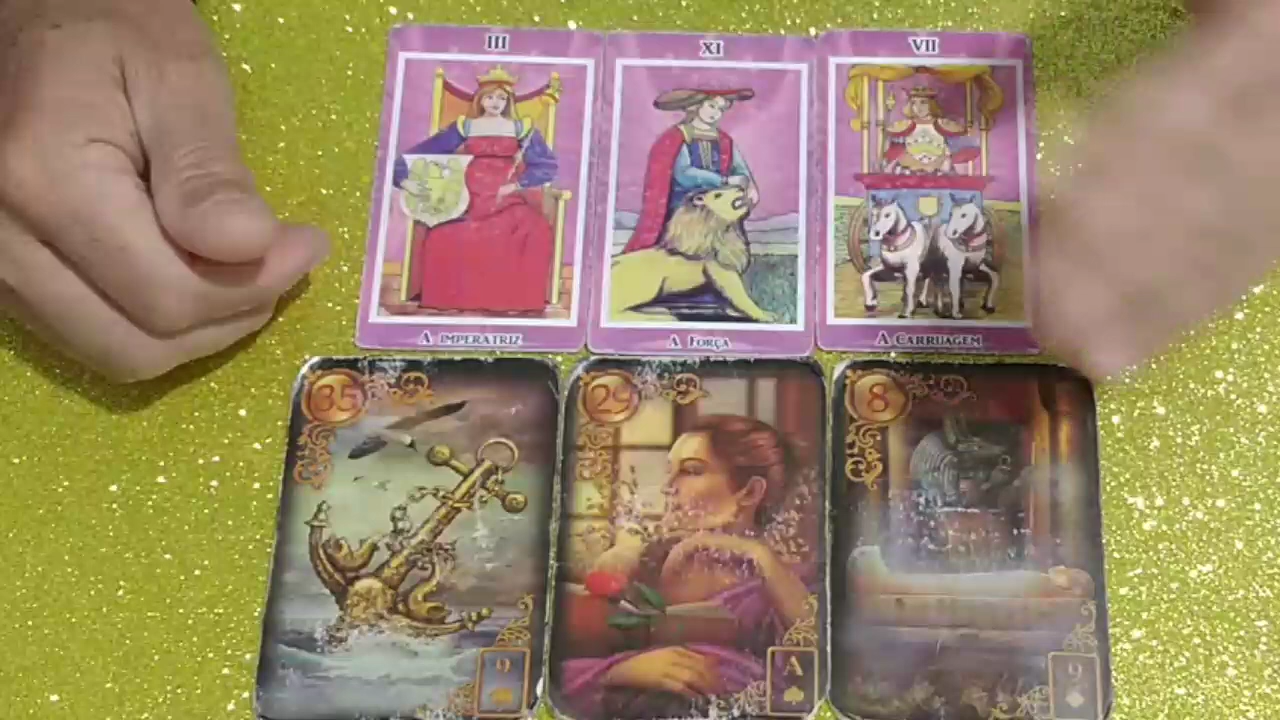 III
XI
VII
A IMPERATRIZ
A FORÇA
A CARRUAGEM
35
29
8
9
A
9